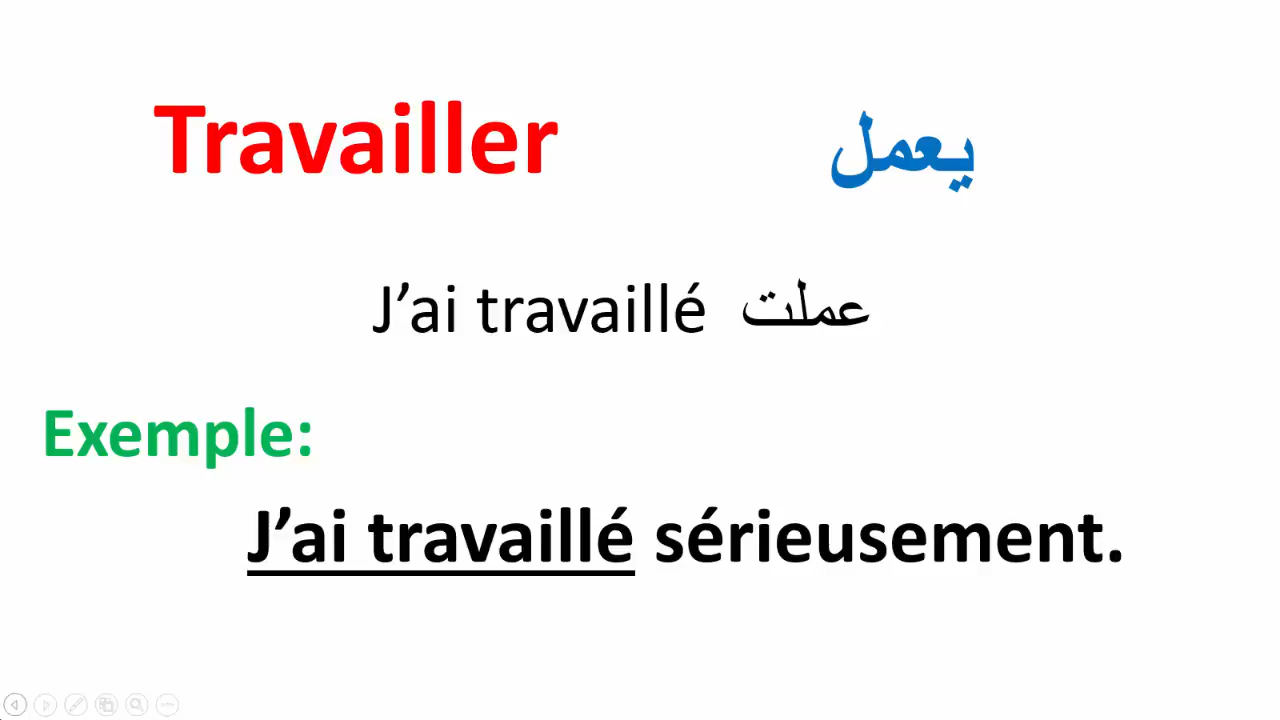 Travailler يعمل
J’ai travaillé عملت
Exemple:
J’ai travaillé sérieusement.